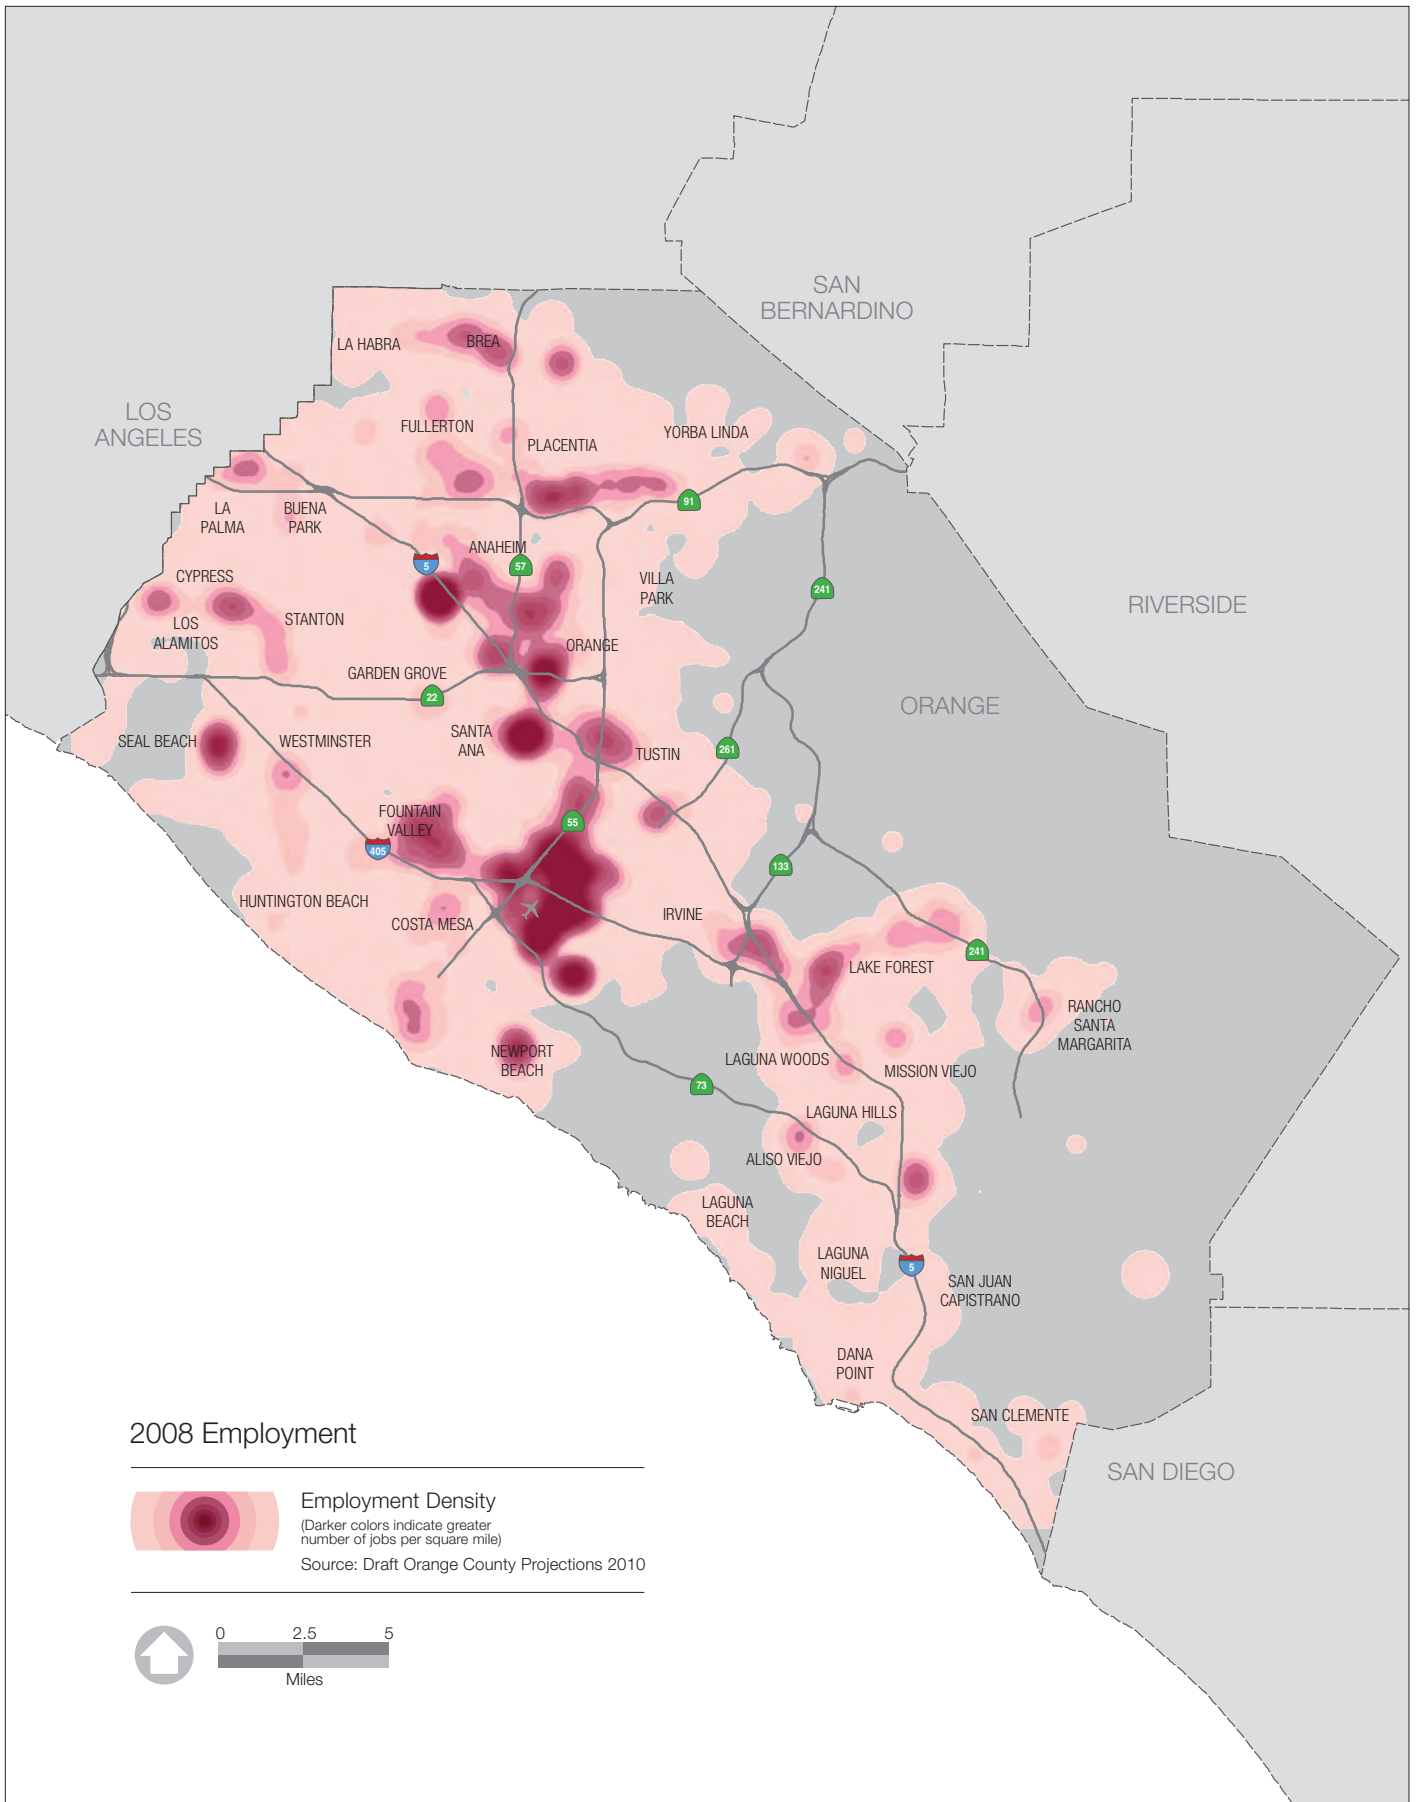 SAN
BERNARDINO
LA HABRA
BREA
LOS
ANGELES
FULLERTON
PLACENTIA
YORBA LINDA
91
LA
PALMA
BUENA
PARK
ANAHEIM
5
57
VILLA
PARK
241
CYPRESS
RIVERSIDE
LOS
ALAMITOS
STANTON
ORANGE
GARDEN GROVE
22
ORANGE
SEAL BEACH
WESTMINSTER
SANTA
ANA
TUSTIN
261
FOUNTAIN
VALLEY
55
405
133
HUNTINGTON BEACH
COSTA MESA
IRVINE
241
LAKE FOREST
RANCHO
SANTA
MARGARITA
NEWPORT
BEACH
LAGUNA WOODS
MISSION VIEJO
73
LAGUNA HILLS
ALISO VIEJO
LAGUNA
BEACH
LAGUNA
NIGUEL
5
SAN JUAN
CAPISTRANO
DANA
POINT
SAN CLEMENTE
SAN DIEGO
2008 Employment
Employment Density
(Darker colors indicate greater
number of jobs per square mile)
Source: Draft Orange County Projections 2010
0 2.5 5
Miles